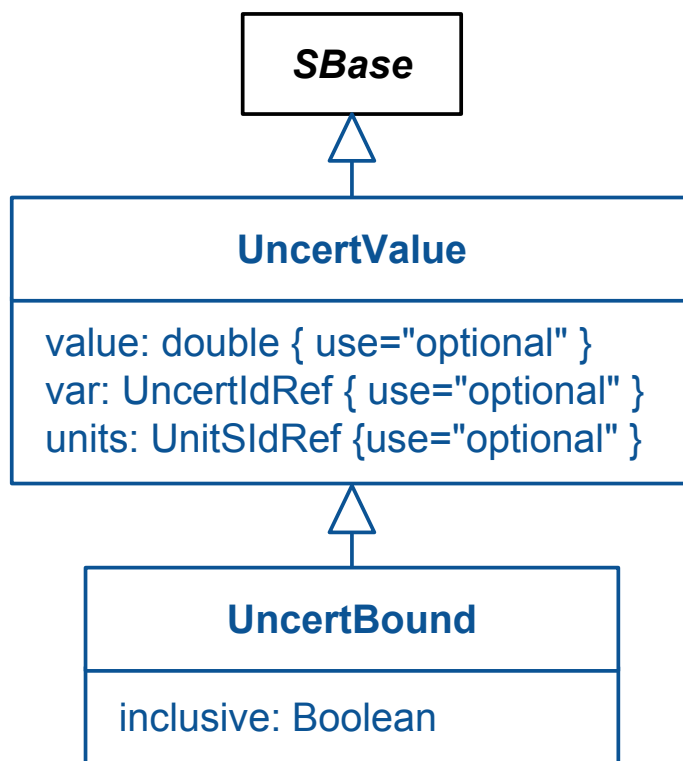 SBase
UncertValue
value: double { use="optional" }
var: UncertIdRef { use="optional" }
units: UnitSIdRef {use="optional" }
UncertBound
inclusive: Boolean